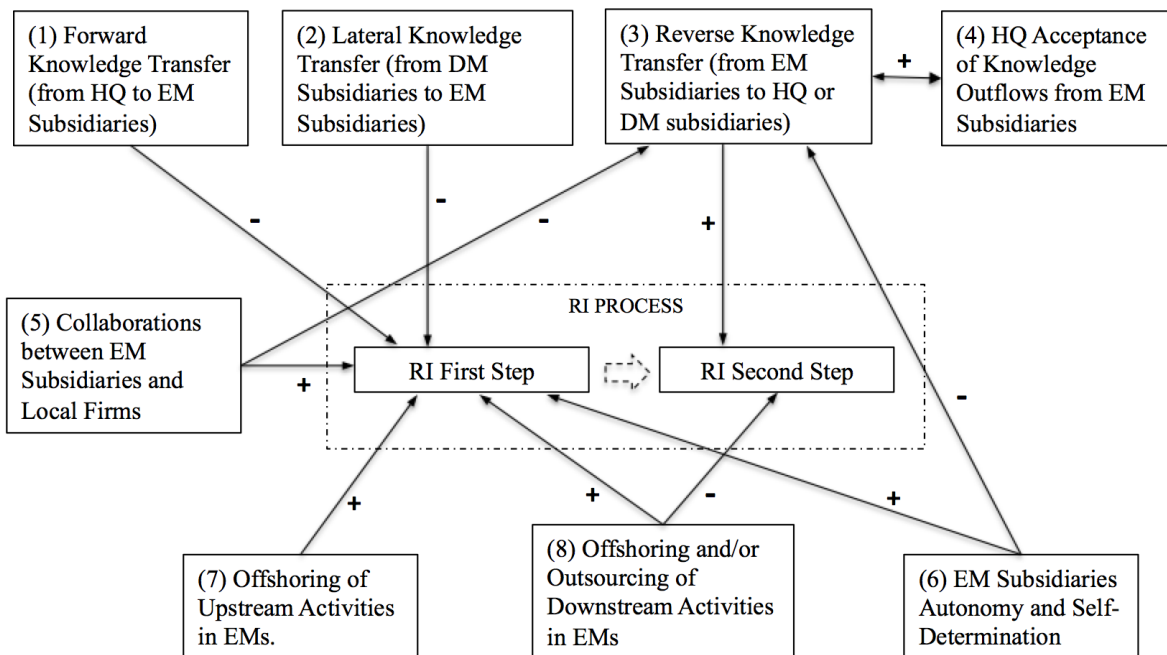 (1) Forward
Knowledge Transfer
(from HQ to EM
Subsidiaries)
(2) Lateral Knowledge
Transfer (from DM
Subsidiaries to EM
Subsidiaries)
(3) Reverse Knowledge
Transfer (from EM
Subsidiaries to HQ or
DM subsidiaries)
+
(4) HQ Acceptance
of Knowledge
Outflows from EM
Subsidiaries
-
-
-
+
RI PROCESS
(5) Collaborations
between EM
Subsidiaries and
Local Firms
+
RI First Step
RI Second Step
-
+
+
-
+
(7) Offshoring of
Upstream Activities
in EMs.
(8) Offshoring and/or
Outsourcing of
Downstream Activities
in EMs
(6) EM Subsidiaries
Autonomy and Self-
Determination